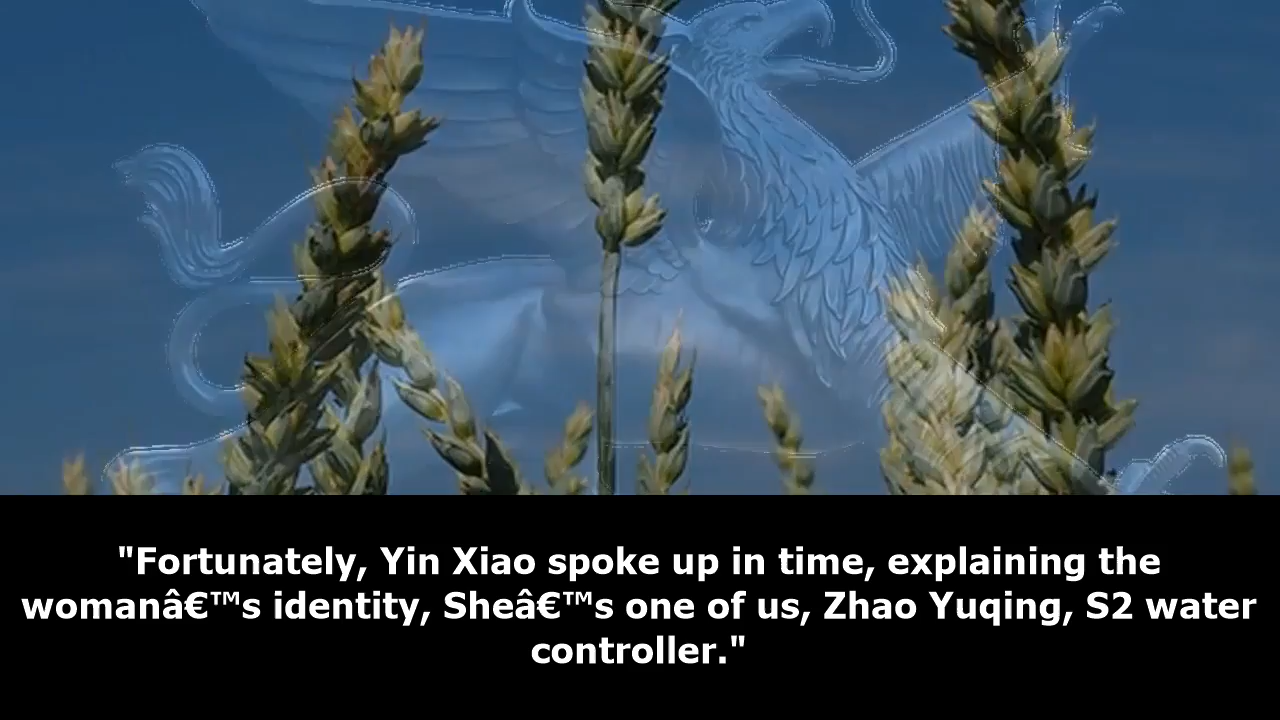 "Fortunately, Yin Xiao spoke up in time, explaining the
womanâ€™s identity, Sheâ€™s one of us, Zhao Yuqing, S2 water
controller."